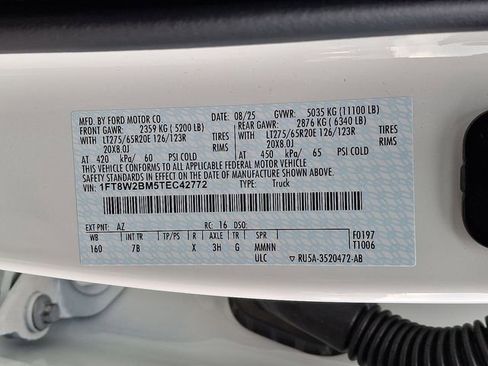 MFD. BY FORD MOTOR CO. 08/25 GVWR: 5035 KG (11100 LB)
FRONT GAWR: 2359 KG (5200 LB) REAR GAWR: 2876 KG (6340 LB)
WITH LT275/65R20E 126/123R WITH LT275/65R20E 126/123R
TIRES 20X8.0J TIRES 20X8.0J
RIMS RIMS
AT 420 kPa/ 60 PSI COLD AT 450 kPa/ 65 PSI COLD
THIS VEHICLE CONFORMS TO ALL APPLICABLE FEDERAL MOTOR VEHICLE
SAFETY STANDARDS IN EFFECT ON THE DATE OF MANUFACTURE SHOWN ABOVE.
VIN: 1FT8W2BM5TEC42772 TYPE: Truck
EXT PNT: AZ RC: 16 DSO: F0197
WB INT TR R AXLE TR SPR T1006
160 7B X 3H G MMNN
ULC ▽ RU5A-3520472-AB